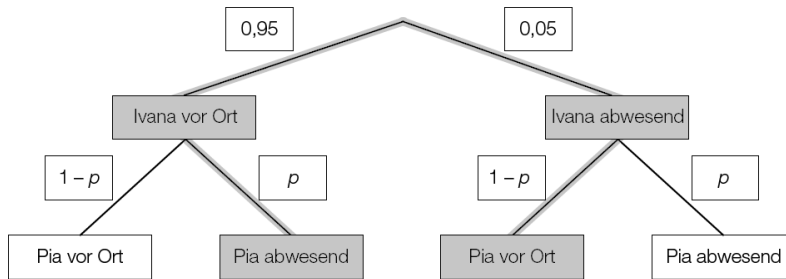 0,95
0,05
Ivana vor Ort
Ivana abwesend
1 – p
p
1 – p
p
Pia vor Ort
Pia abwesend
Pia vor Ort
Pia abwesend